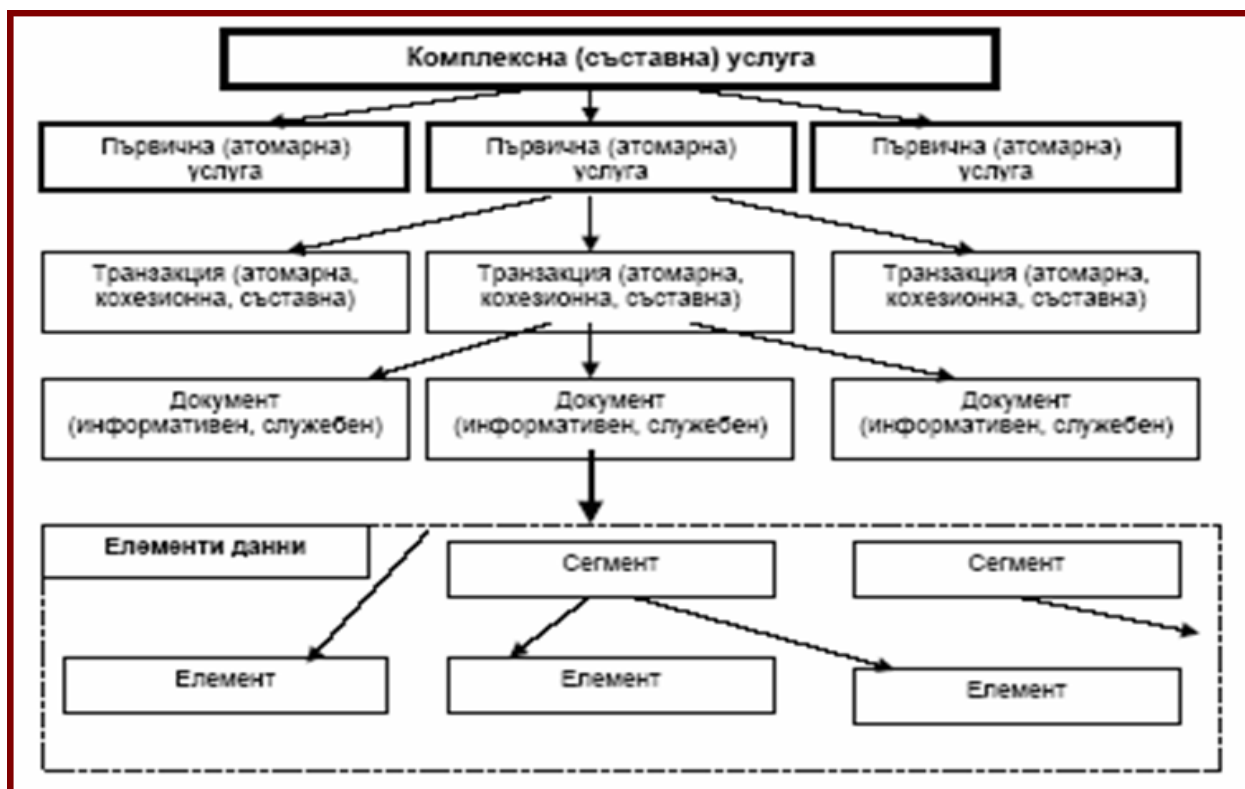 Комплексна (съставна) услуга
Първична (атомарна)
услуга
Първична (атомарна)
услуга
Първична (атомарна)
услуга
Транзакция (атомарна,
кохезионна, съставна)
Транзакция (атомарна,
кохезионна, съставна)
Транзакция (атомарна,
кохезионна, съставна)
Документ
(информативен, служебен)
Документ
(информативен, служебен)
Документ
(информативен, служебен)
Елементи данни
Сегмент
Сегмент
Елемент
Елемент
Елемент